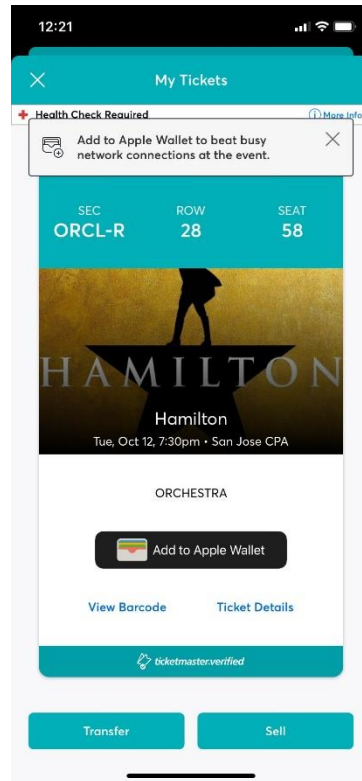 12:21
My Tickets
Health Check Required
More Info
Add to Apple Wallet to beat busy
network connections at the event.
SEC ROW SEAT
ORCL-R 28 58
HAMILTON
Hamilton
Tue, Oct 12, 7:30pm • San Jose CPA
ORCHESTRA
Add to Apple Wallet
View Barcode Ticket Details
ticketmaster.verified
Transfer Sell